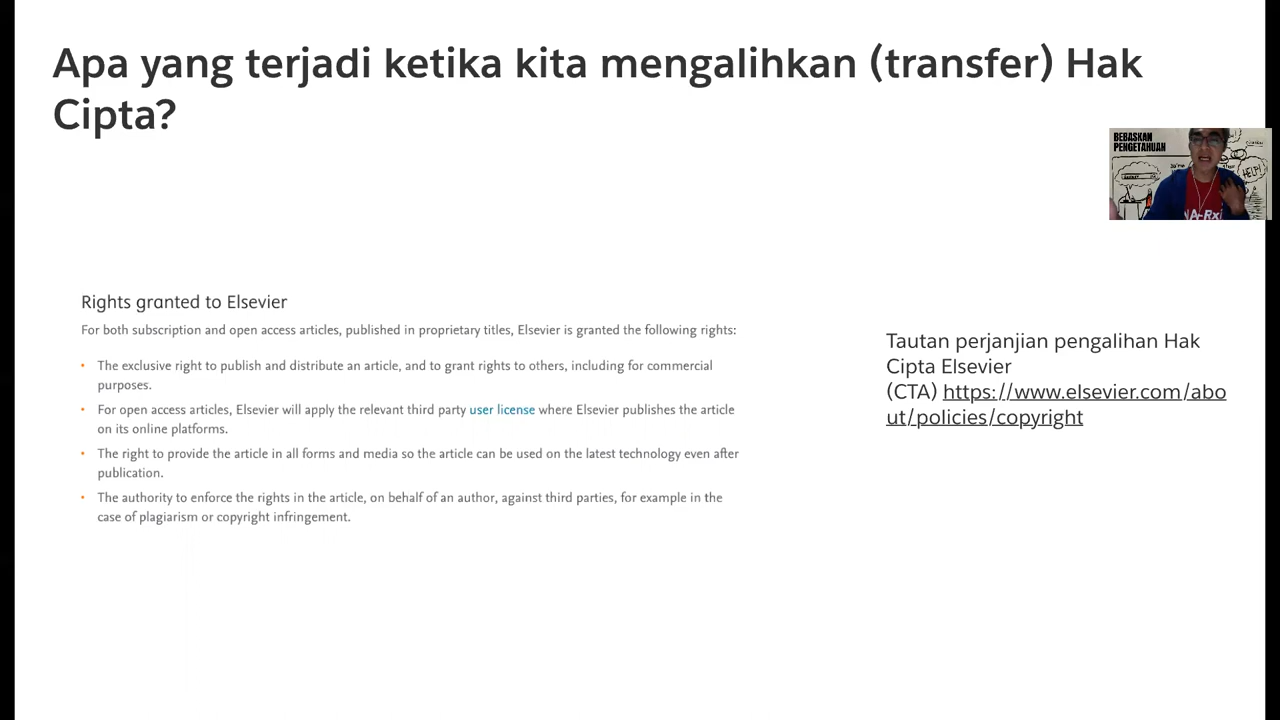 Apa yang terjadi ketika kita mengalihkan (transfer) Hak
Cipta?
BEBASKAN
PENGETAHUAN
HELP!
Rights granted to Elsevier
For both subscription and open access articles, published in proprietary titles, Elsevier is granted the following rights:
• The exclusive right to publish and distribute an article, and to grant rights to others, including for commercial
purposes.
• For open access articles, Elsevier will apply the relevant third party user license where Elsevier publishes the article
on its online platforms.
• The right to provide the article in all forms and media so the article can be used on the latest technology even after
publication.
• The authority to enforce the rights in the article, on behalf of an author, against third parties, for example in the
case of plagiarism or copyright infringement.
Tautan perjanjian pengalihan Hak
Cipta Elsevier
(CTA) https://www.elsevier.com/abo
ut/policies/copyright